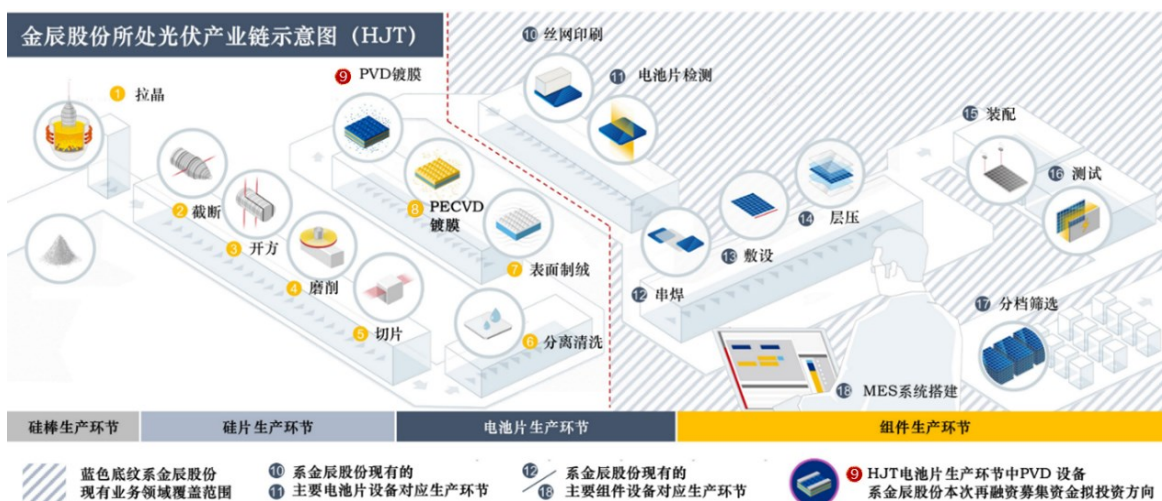 金辰股份所处光伏产业链示意图（HJT）
10 丝网印刷
11 电池片检测
9 PVD镀膜
1 拉晶
15 装配
2 截断
8 PECVD
镀膜
14 层压
16 测试
3 开方
7 表面制绒
13 敷设
4 磨削
12 串焊
5 切片
6 分离清洗
17 分档筛选
18 MES系统搭建
硅棒生产环节
硅片生产环节
电池片生产环节
组件生产环节
蓝色底纹系金辰股份
现有业务领域覆盖范围
10 系金辰股份现有的
11 主要电池片设备对应生产环节
12 系金辰股份现有的
18 主要组件设备对应生产环节
9 HJT电池片生产环节中PVD 设备
系金辰股份本次再融资募集资金拟投资方向